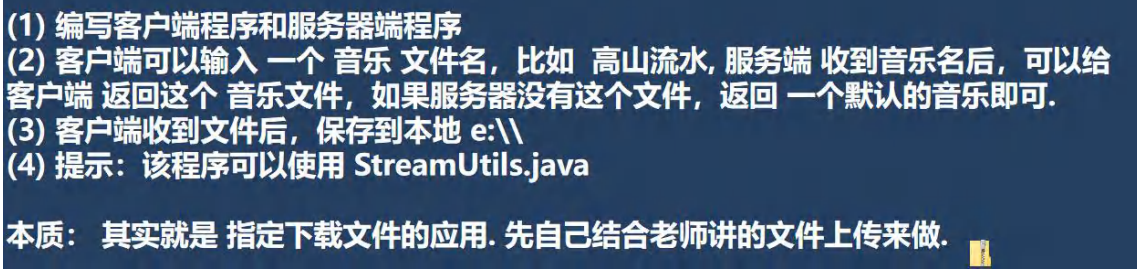 (1) 编写客户端程序和服务器端程序
(2) 客户端可以输入 一个 音乐 文件名，比如 高山流水, 服务端 收到音乐名后，可以给
客户端 返回这个 音乐文件，如果服务器没有这个文件，返回 一个默认的音乐即可.
(3) 客户端收到文件后，保存到本地 e:\\
(4) 提示：该程序可以使用 StreamUtils.java
本质： 其实就是 指定下载文件的应用. 先自己结合老师讲的文件上传来做.